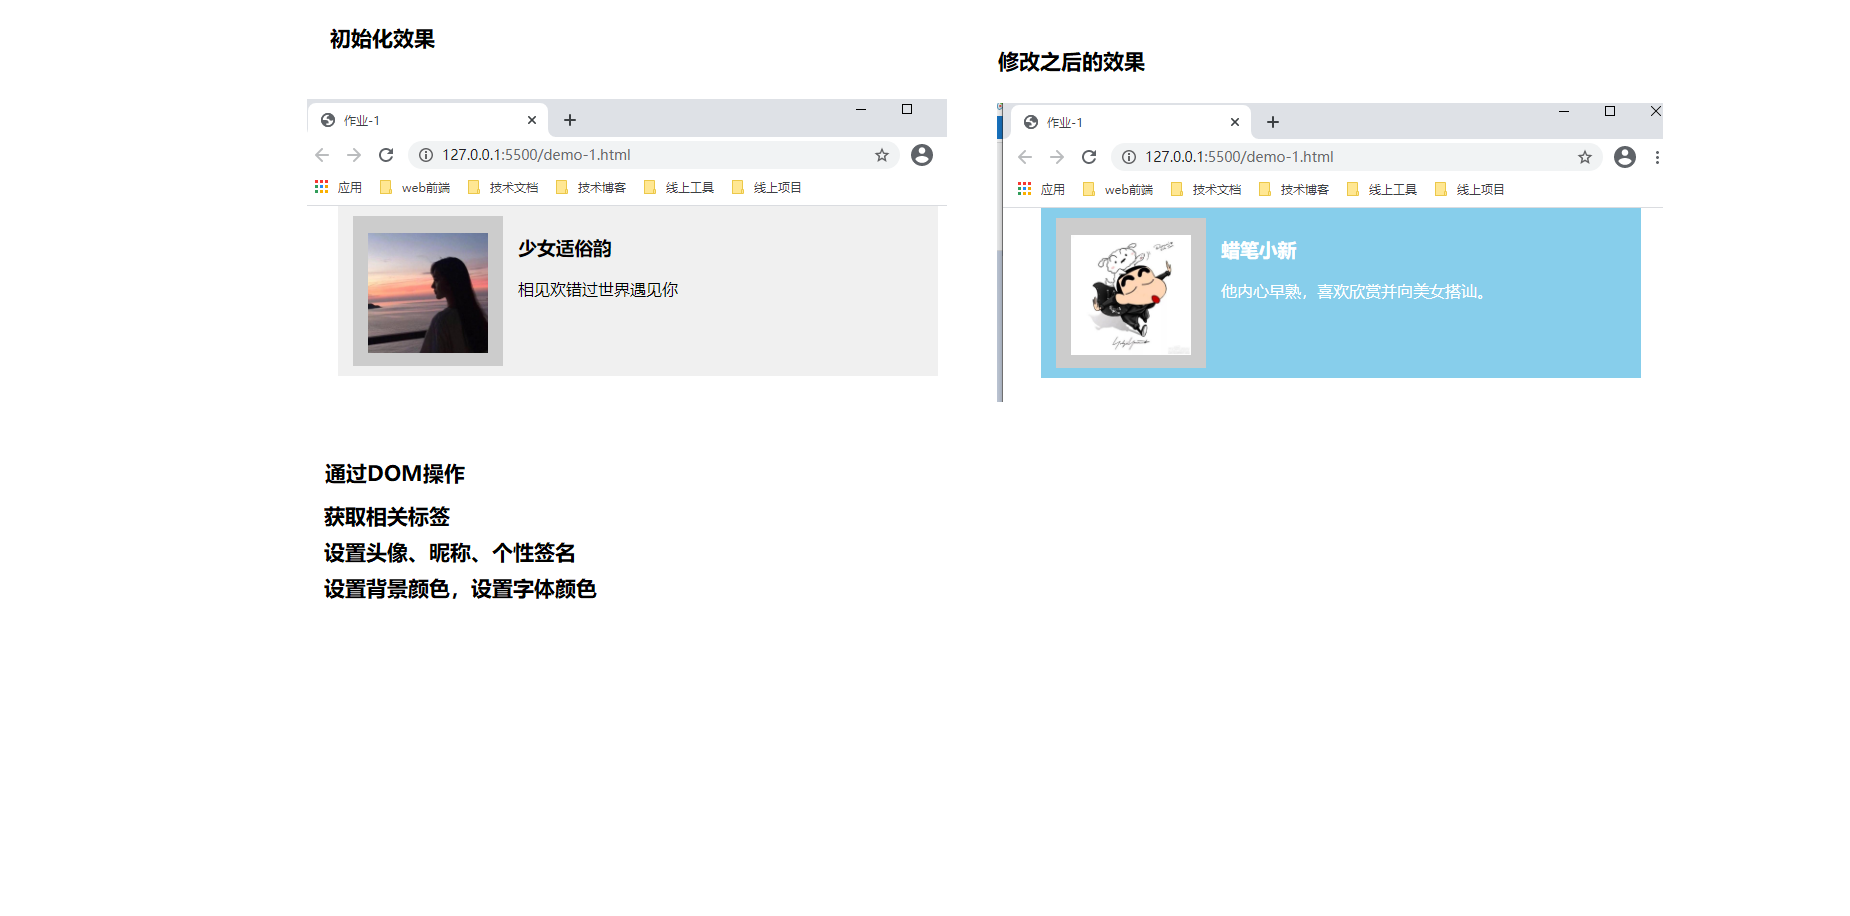 初始化效果
修改之后的效果
作业-1
127.0.0.1:5500/demo-1.html
应用 web前端 技术文档 技术博客 线上工具 线上项目
少女适俗韵
相见欢错过世界遇见你
作业-1
127.0.0.1:5500/demo-1.html
应用 web前端 技术文档 技术博客 线上工具 线上项目
蜡笔小新
他内心早熟，喜欢欣赏并向美女搭讪。
通过DOM操作
获取相关标签
设置头像、昵称、个性签名
设置背景颜色，设置字体颜色